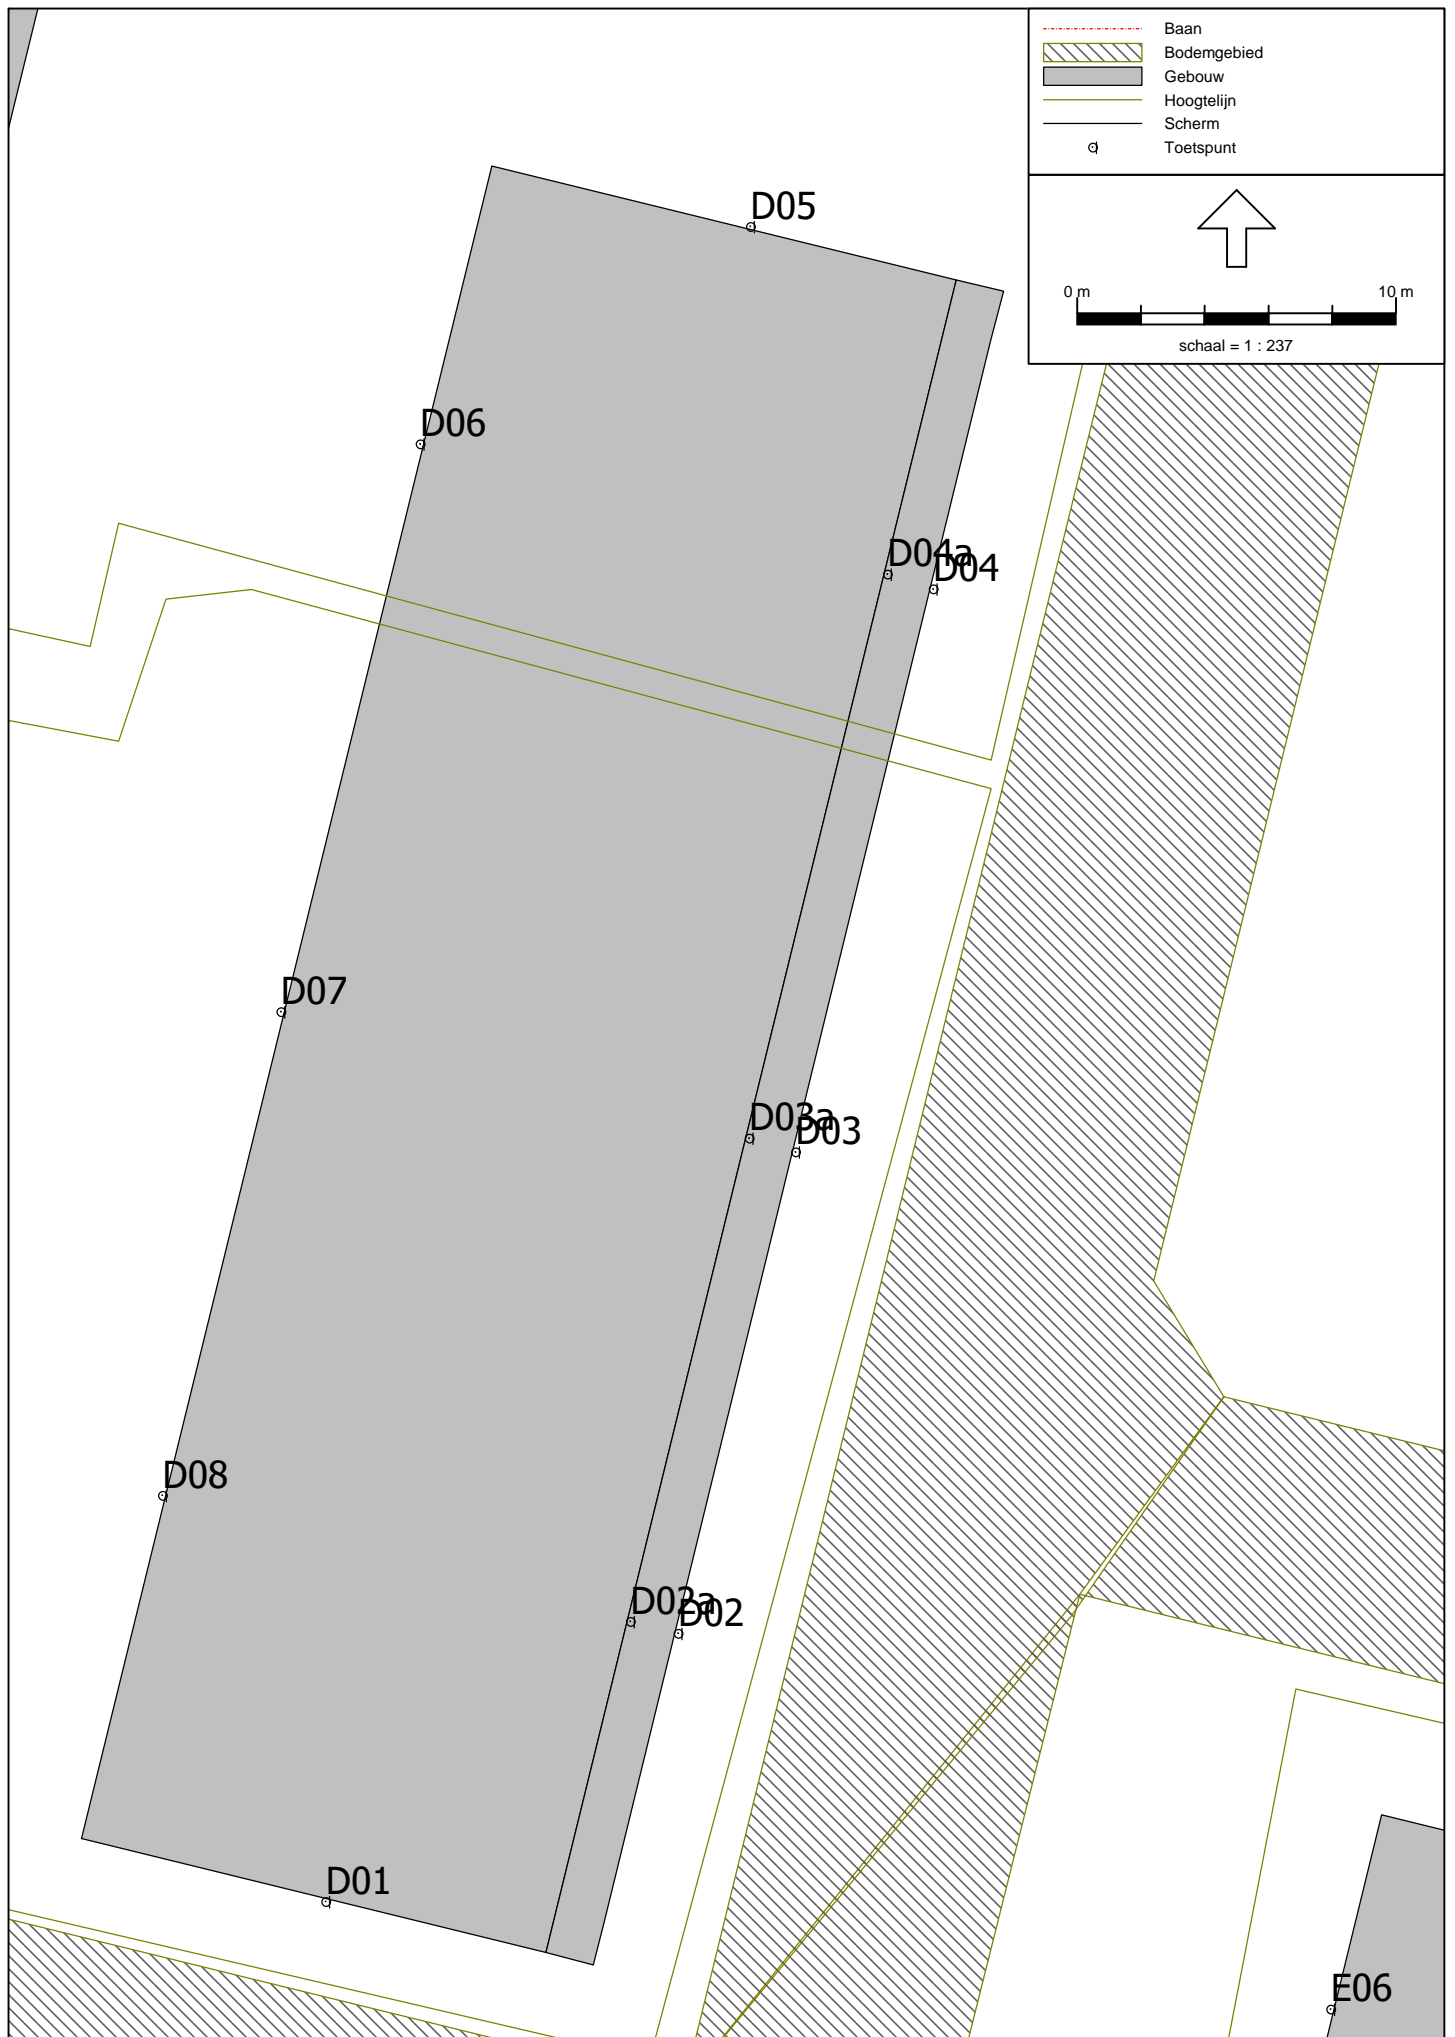 Baan
Bodemgebied
Gebouw
Hoogtelijn
Scherm
Toetspunt
0 m 10 m
schaal = 1 : 237
D05
D06
D04a
D04
D07
D03a
D03
D08
D02a
D02
D01
E06